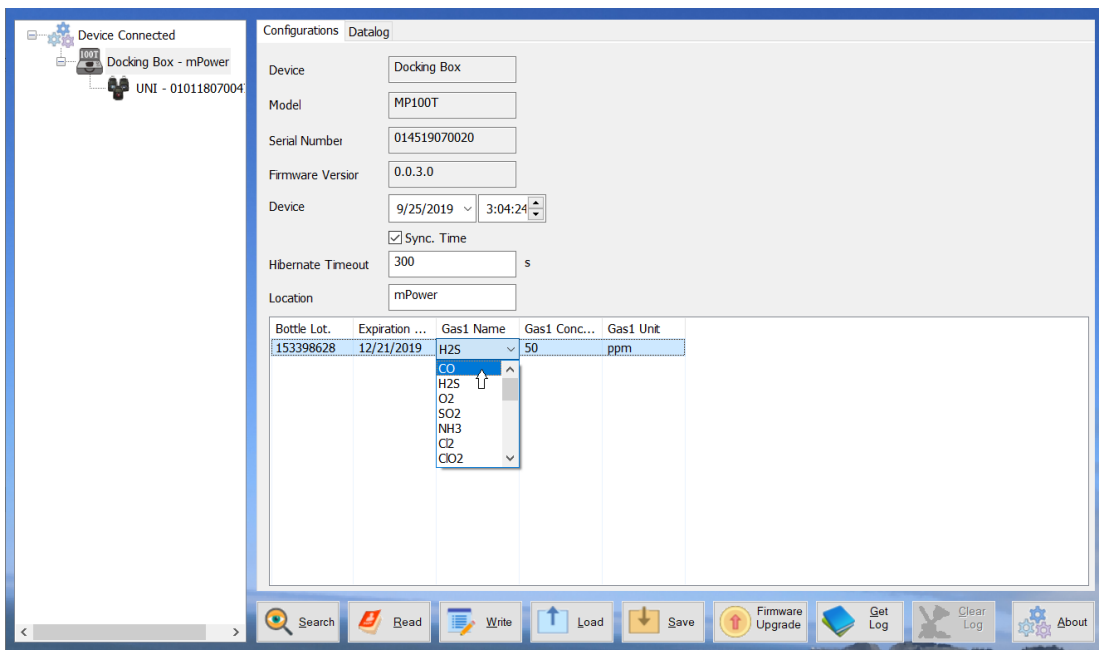 Device Connected
100T
Docking Box - mPower
UNI - 01011807004
Configurations Datalog
Device Docking Box
Model MP100T
Serial Number 014519070020
Firmware Version 0.0.3.0
Device 9/25/2019 3:04:24
Sync. Time
Hibernate Timeout 300 s
Location mPower
Bottle Lot. Expiration ... Gas1 Name Gas1 Conc... Gas1 Unit
153398628 12/21/2019 H2S 50 ppm
CO
H2S
O2
SO2
NH3
Cl2
ClO2
Search Read Write Load Save Firmware Upgrade Get Log Clear Log About